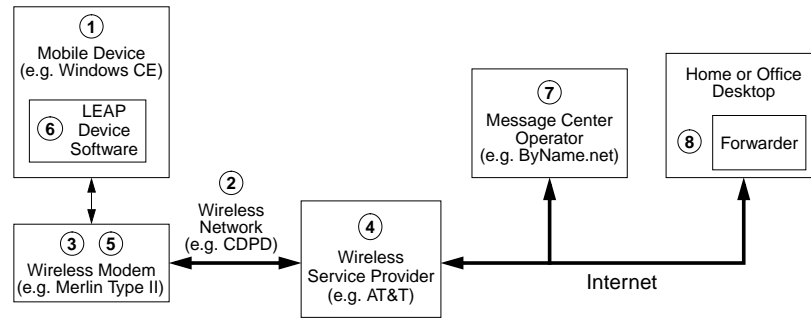 1
Mobile Device
(e.g. Windows CE)
6
LEAP
Device
Software
3 5
Wireless Modem
(e.g. Merlin Type II)
2
Wireless
Network
(e.g. CDPD)
4
Wireless
Service Provider
(e.g. AT&T)
7
Message Center
Operator
(e.g. ByName.net)
Home or Office
Desktop
8
Forwarder
Internet